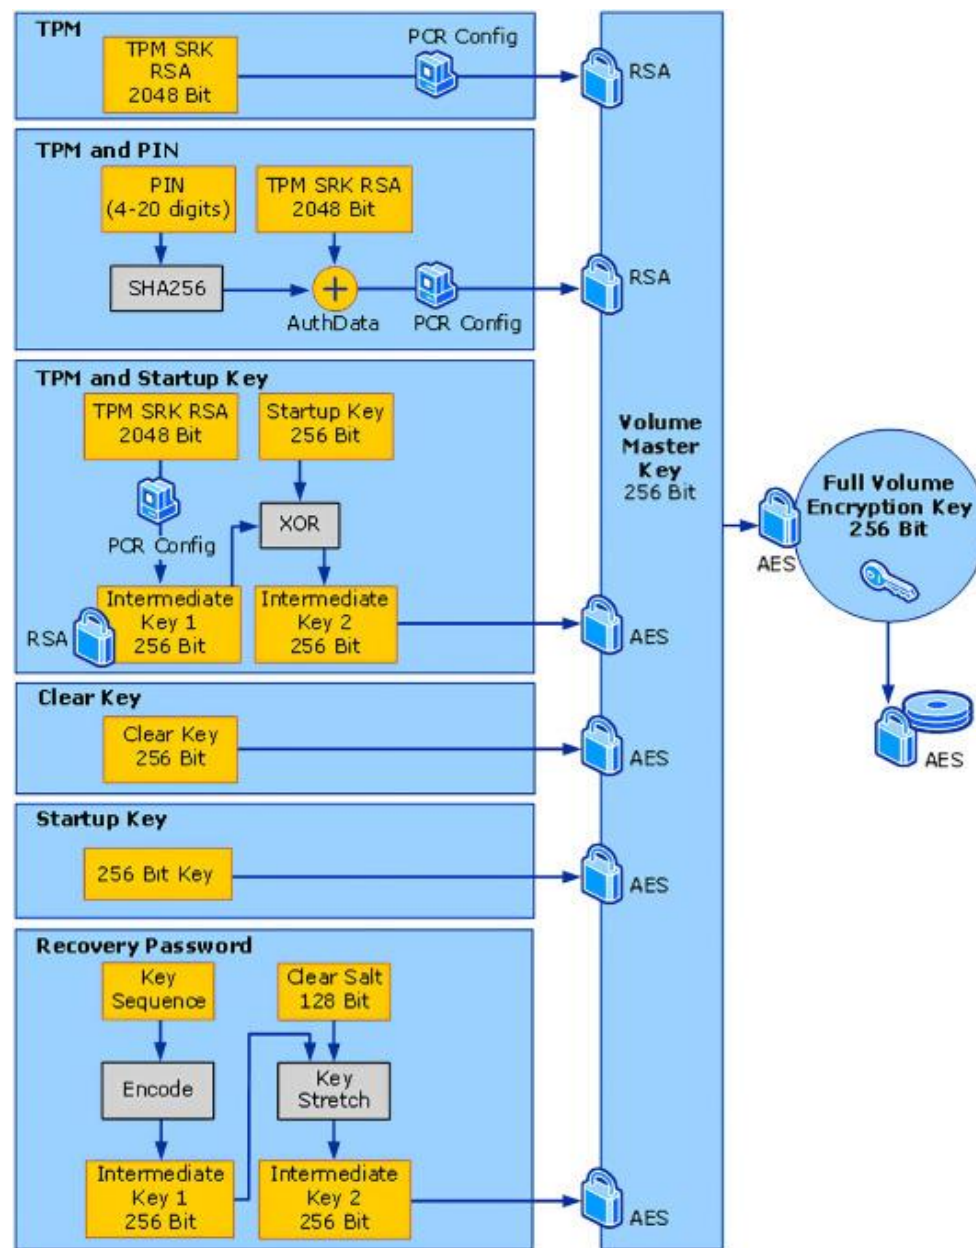 TPM
TPM SRK
RSA
2048 Bit
PCR Config
RSA
TPM and PIN
PIN
(4-20 digits)
TPM SRK RSA
2048 Bit
SHA256
+
AuthData
PCR Config
RSA
TPM and Startup Key
TPM SRK RSA
2048 Bit
Startup Key
256 Bit
XOR
PCR Config
RSA
Intermediate
Key 1
256 Bit
Intermediate
Key 2
256 Bit
AES
Clear Key
Clear Key
256 Bit
AES
Startup Key
256 Bit Key
AES
Recovery Password
Key
Sequence
Clear Salt
128 Bit
Encode
Key
Stretch
Intermediate
Key 1
256 Bit
Intermediate
Key 2
256 Bit
AES
Volume
Master
Key
256 Bit
AES
Full Volume
Encryption Key
256 Bit
AES